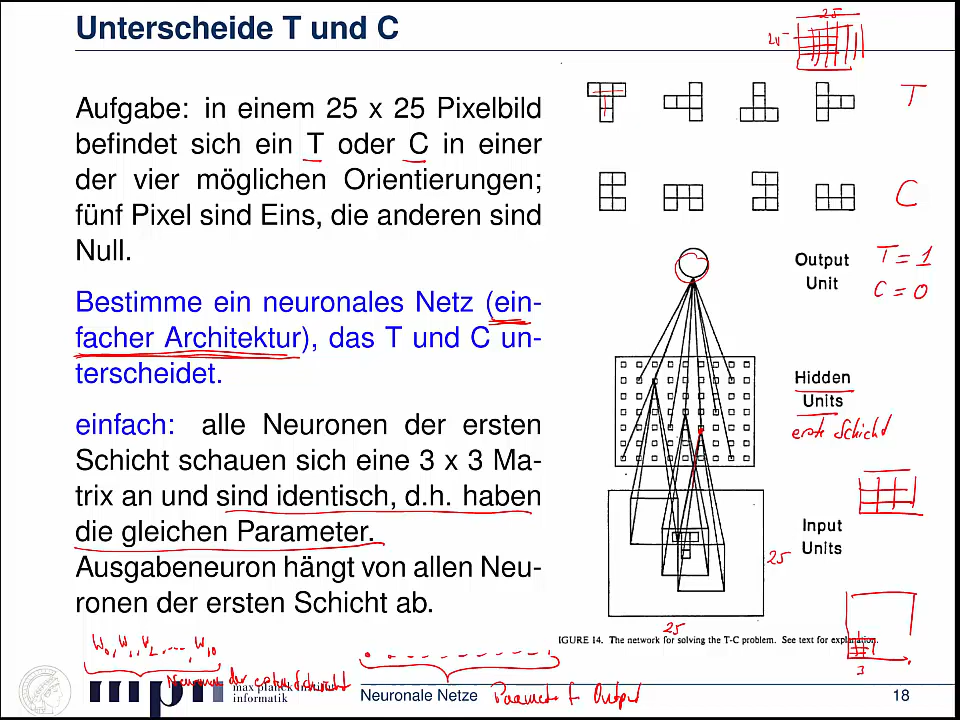 Unterscheide T und C
25
Aufgabe: in einem 25 x 25 Pixelbild
befindet sich ein T oder C in einer
der vier möglichen Orientierungen;
fünf Pixel sind Eins, die anderen sind
Null.
Bestimme ein neuronales Netz (ein-
facher Architektur), das T und C un-
terscheidet.
einfach: alle Neuronen der ersten
Schicht schauen sich eine 3 x 3 Ma-
trix an und sind identisch, d.h. haben
die gleichen Parameter.
Ausgabeneuron hängt von allen Neu-
ronen der ersten Schicht ab.
T
C
Output
Unit
T = 1
C = 0
Hidden
Units
erste Schicht
Input
Units
25
25
IGURE 14. The network for solving the T-C problem. See text for explanation.
3
Neuronen der ersten Schicht
max planck institut
informatik
Neuronale Netze
Parameter f Output
18